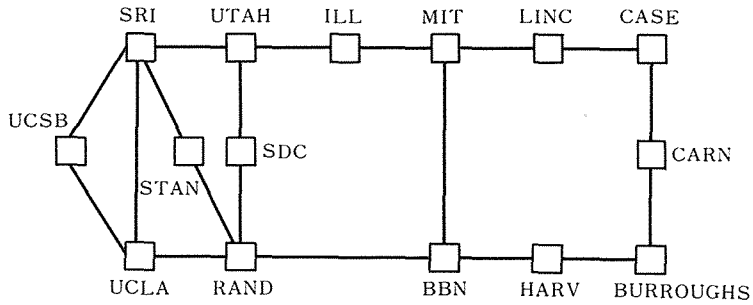 SRI UTAH ILL MIT LINC CASE
UCSB
SDC
CARN
STAN
UCLA RAND BBN HARV BURROUGHS